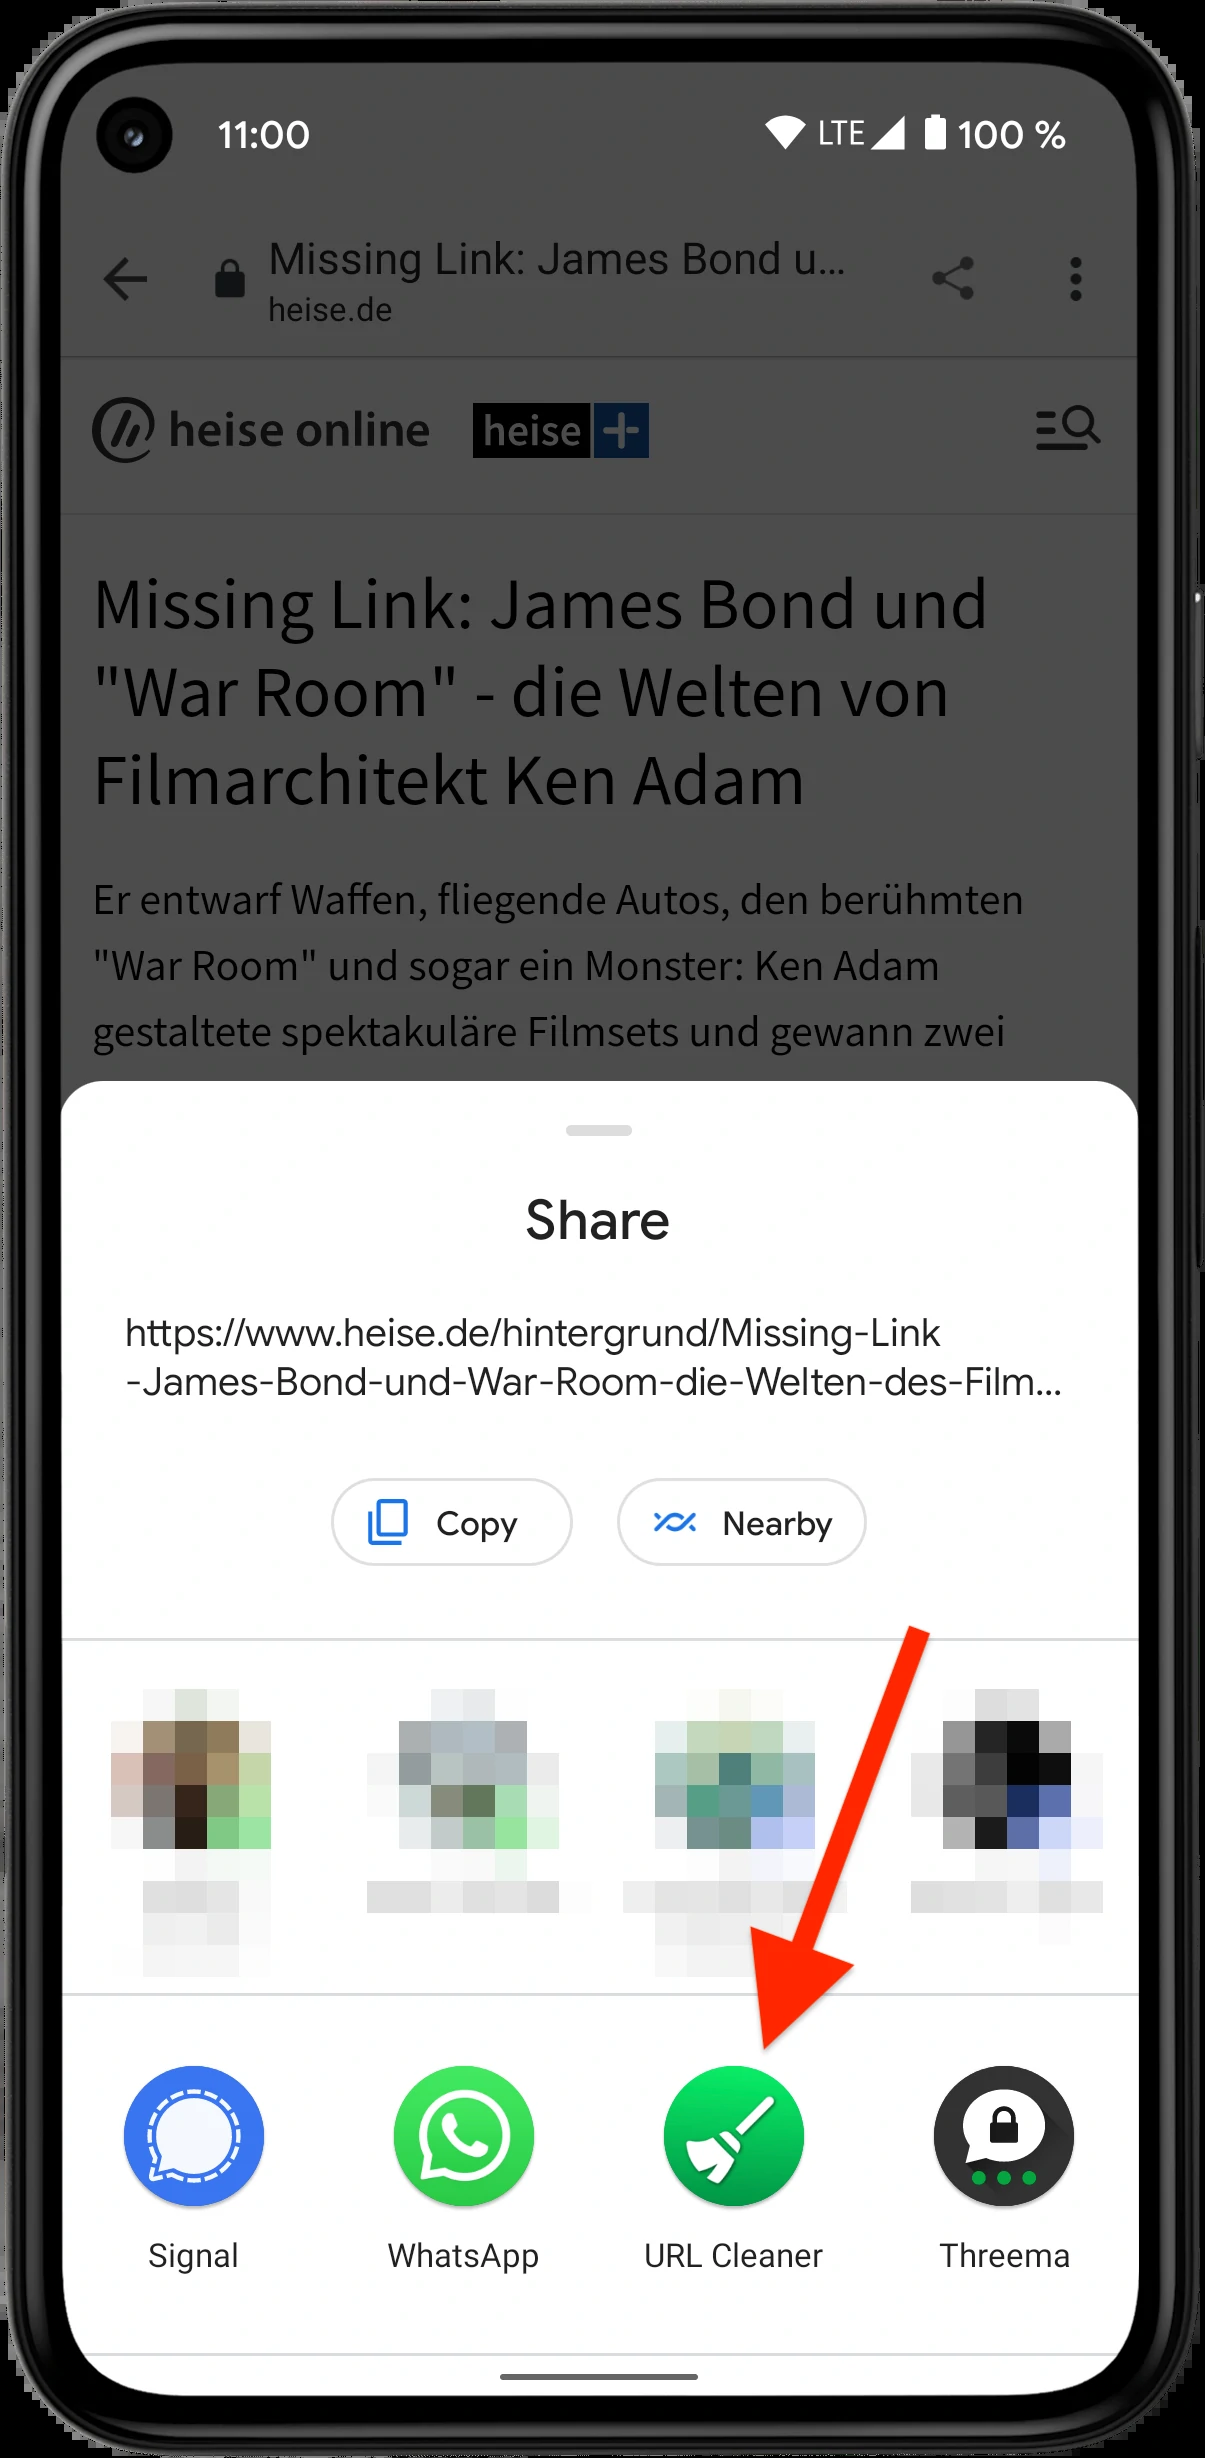 11:00 LTE 100 %
Missing Link: James Bond u...
heise.de
heise online heise+
Missing Link: James Bond und
"War Room" - die Welten von
Filmarchitekt Ken Adam
Er entwarf Waffen, fliegende Autos, den berühmten
"War Room" und sogar ein Monster: Ken Adam
gestaltete spektakuläre Filmsets und gewann zwei
Share
https://www.heise.de/hintergrund/Missing-Link
-James-Bond-und-War-Room-die-Welten-des-Film...
Copy Nearby
Signal WhatsApp URL Cleaner Threema